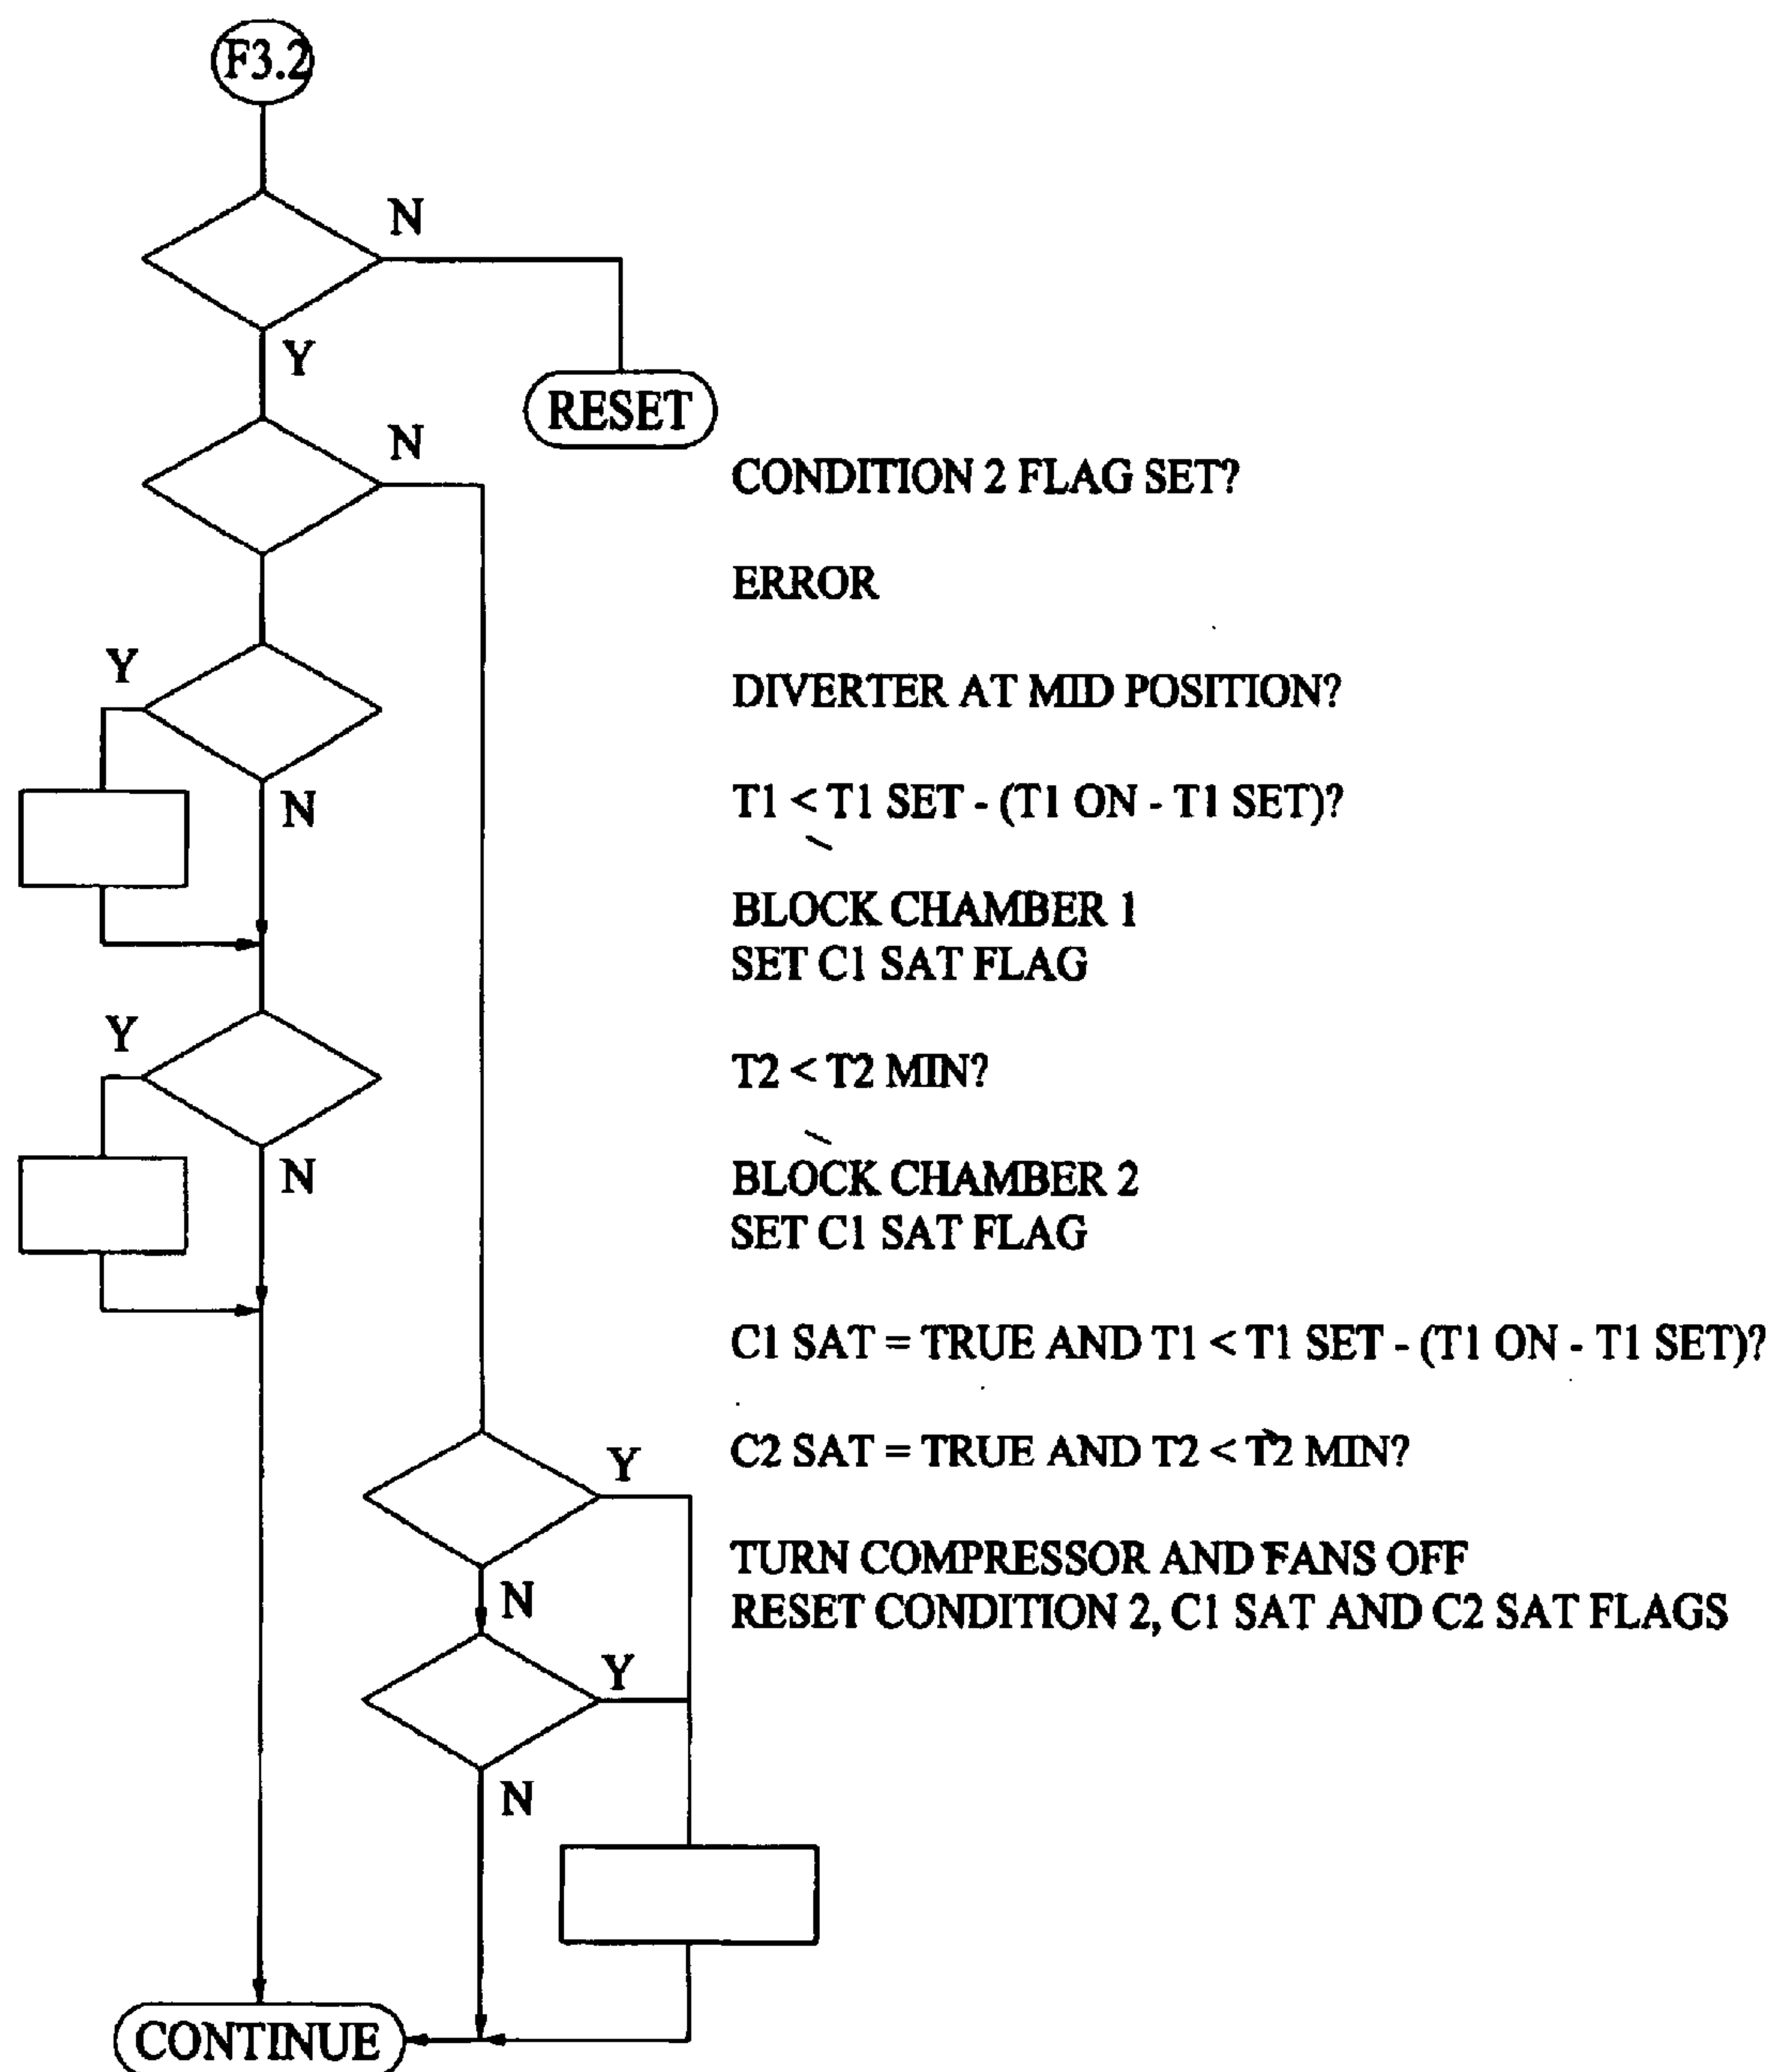 F3.2
N
Y
RESET
N
CONDITION 2 FLAG SET?
ERROR
Y
DIVERTER AT MID POSITION?
N
T1 < T1 SET - (T1 ON - T1 SET)?
BLOCK CHAMBER 1
SET C1 SAT FLAG
Y
T2 < T2 MIN?
N
BLOCK CHAMBER 2
SET C1 SAT FLAG
C1 SAT = TRUE AND T1 < T1 SET - (T1 ON - T1 SET)?
C2 SAT = TRUE AND T2 < T2 MIN?
Y
TURN COMPRESSOR AND FANS OFF
N
RESET CONDITION 2, C1 SAT AND C2 SAT FLAGS
Y
N
CONTINUE